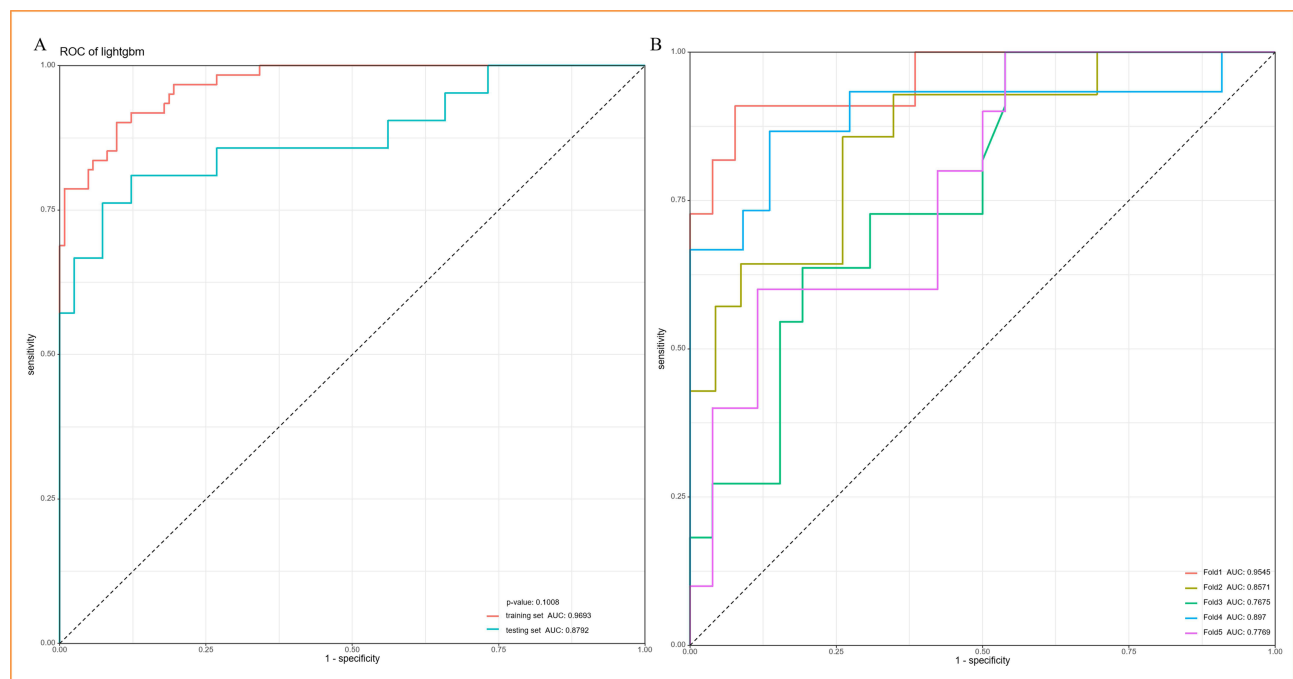 A
ROC of lightgbm
1.00
0.75
0.50
0.25
0.00
sensitivity
p-value: 0.1008
training set AUC: 0.9693
testing set AUC: 0.8792
0.00
0.25
0.50
0.75
1.00
1 - specificity
B
1.00
0.75
0.50
0.25
0.00
sensitivity
Fold1 AUC: 0.9545
Fold2 AUC: 0.8571
Fold3 AUC: 0.7675
Fold4 AUC: 0.897
Fold5 AUC: 0.7769
0.00
0.25
0.50
0.75
1.00
1 - specificity